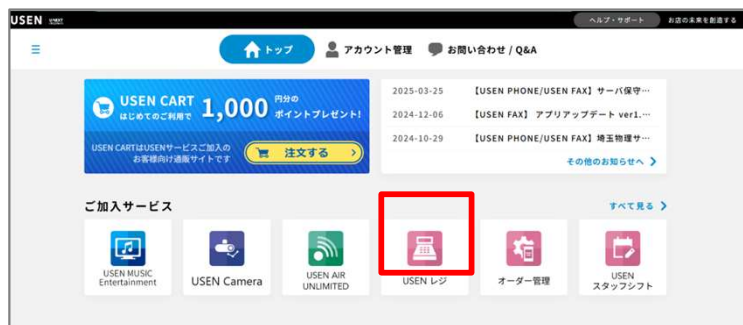 USEN
ヘルプ・サポート
お店の未来を創造する
トップ
アカウント管理
お問い合わせ / Q&A
USEN CART
はじめてのご利用で
1,000
円分の
ポイントプレゼント!
USEN CARTはUSENサービスご加入の
お客様向け通販サイトです
注文する
2025-03-25 【USEN PHONE/USEN FAX】サーバ保守…
2024-12-06 【USEN FAX】 アプリアップデート ver1.…
2024-10-29 【USEN PHONE/USEN FAX】埼玉物理サ…
その他のお知らせへ
ご加入サービス
すべて見る
USEN MUSIC
Entertainment
USEN Camera
USEN AIR
UNLIMITED
USEN レジ
オーダー管理
USEN
スタッフシフト